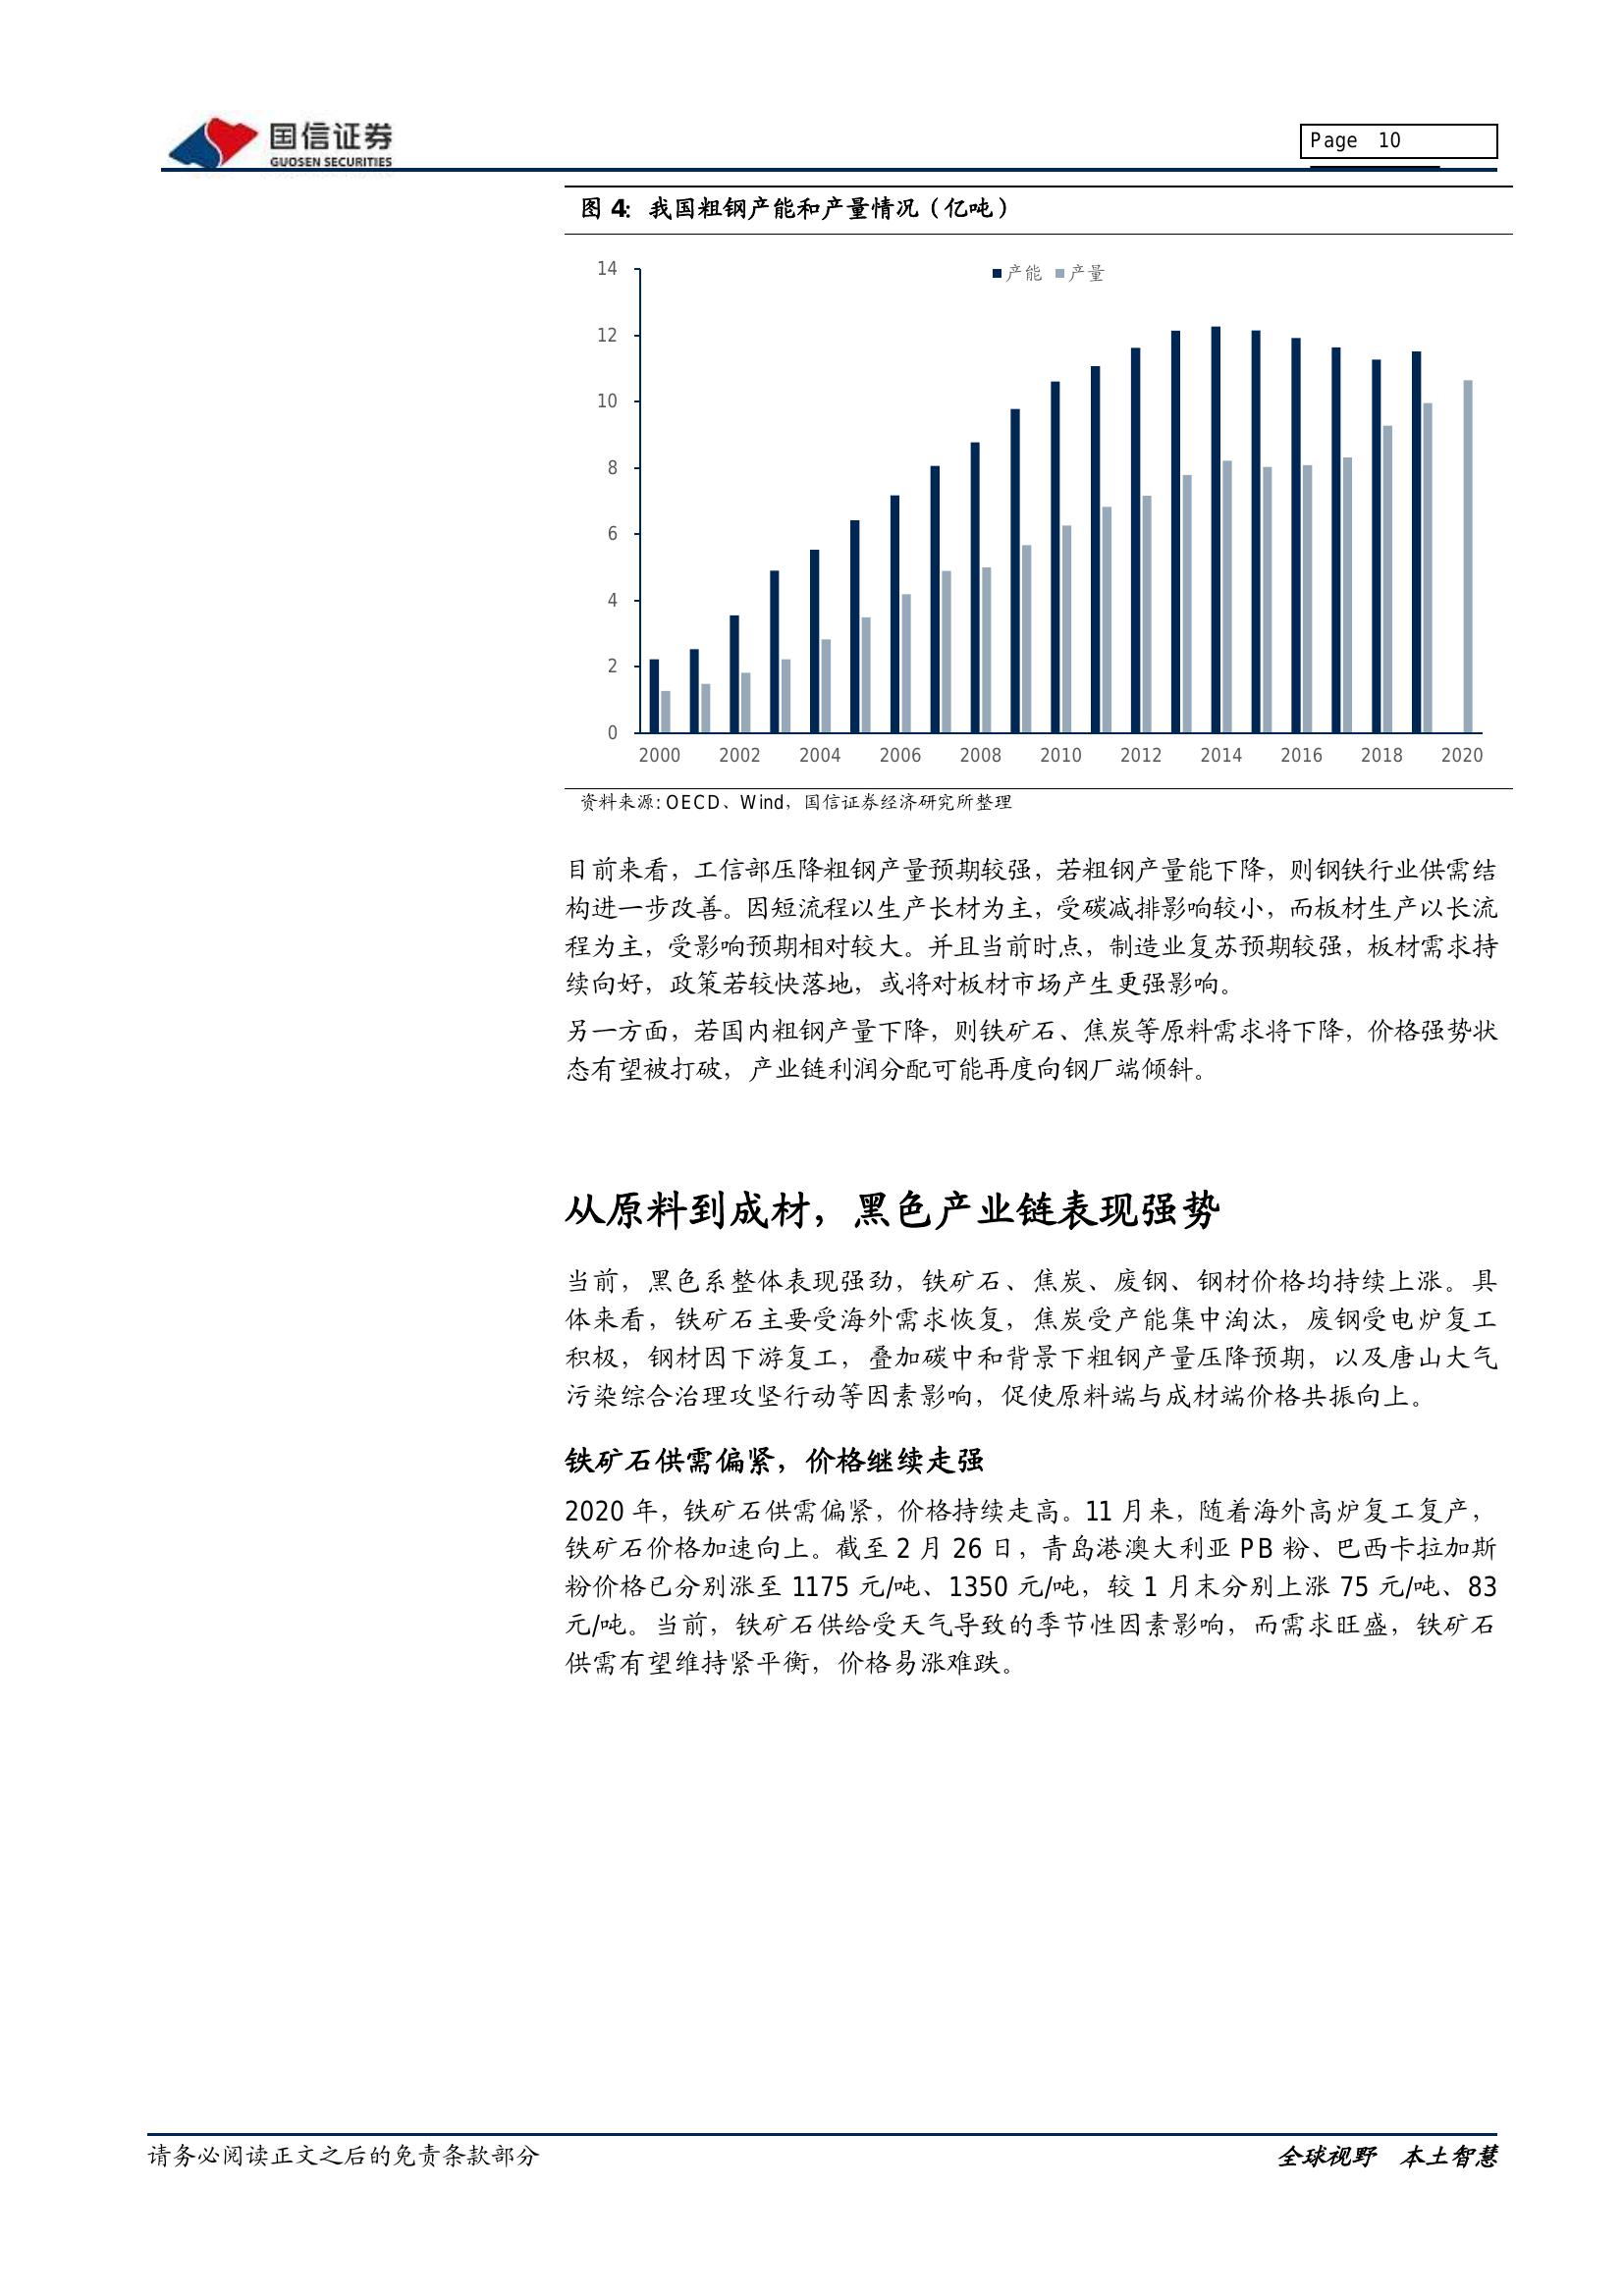 国信证券
GUOSEN SECURITIES
Page 10
图 4：我国粗钢产能和产量情况（亿吨）
产能 产量
14
12
10
8
6
4
2
0
2000 2002 2004 2006 2008 2010 2012 2014 2016 2018 2020
资料来源：OECD、Wind，国信证券经济研究所整理
目前来看，工信部压降粗钢产量预期较强，若粗钢产量能下降，则钢铁行业供需结
构进一步改善。因短流程以生产长材为主，受碳减排影响较小，而板材生产以长流
程为主，受影响预期相对较大。并且当前时点，制造业复苏预期较强，板材需求持
续向好，政策若较快落地，或将对板材市场产生更强影响。
另一方面，若国内粗钢产量下降，则铁矿石、焦炭等原料需求将下降，价格强势状
态有望被打破，产业链利润分配可能再度向钢厂端倾斜。
从原料到成材，黑色产业链表现强势
当前，黑色系整体表现强劲，铁矿石、焦炭、废钢、钢材价格均持续上涨。具
体来看，铁矿石主要受海外需求恢复，焦炭受产能集中淘汰，废钢受电炉复工
积极，钢材因下游复工，叠加碳中和背景下粗钢产量压降预期，以及唐山大气
污染综合治理攻坚行动等因素影响，促使原料端与成材端价格共振向上。
铁矿石供需偏紧，价格继续走强
2020 年，铁矿石供需偏紧，价格持续走高。11 月来，随着海外高炉复工复产，
铁矿石价格加速向上。截至 2 月 26 日，青岛港澳大利亚 PB 粉、巴西卡拉加斯
粉价格已分别涨至 1175 元/吨、1350 元/吨，较 1 月末分别上涨 75 元/吨、83
元/吨。当前，铁矿石供给受天气导致的季节性因素影响，而需求旺盛，铁矿石
供需有望维持紧平衡，价格易涨难跌。
请务必阅读正文之后的免责条款部分
全球视野 本土智慧